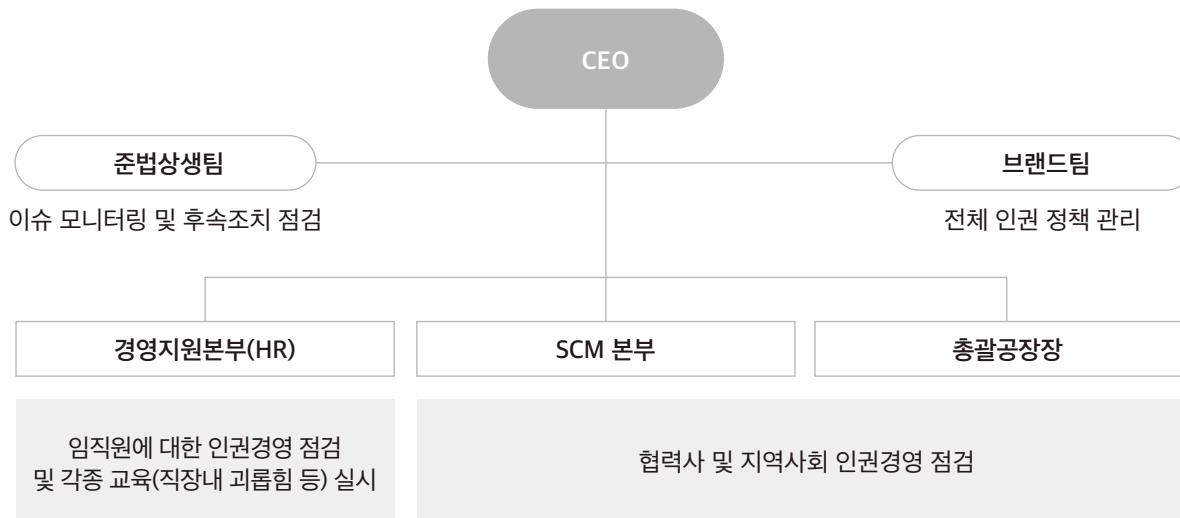 CEO
준법상생팀
브랜드팀
이슈 모니터링 및 후속조치 점검
전체 인권 정책 관리
경영지원본부(HR)
SCM 본부
총괄공장장
임직원에 대한 인권경영 점검
및 각종 교육(직장내 괴롭힘 등) 실시
협력사 및 지역사회 인권경영 점검